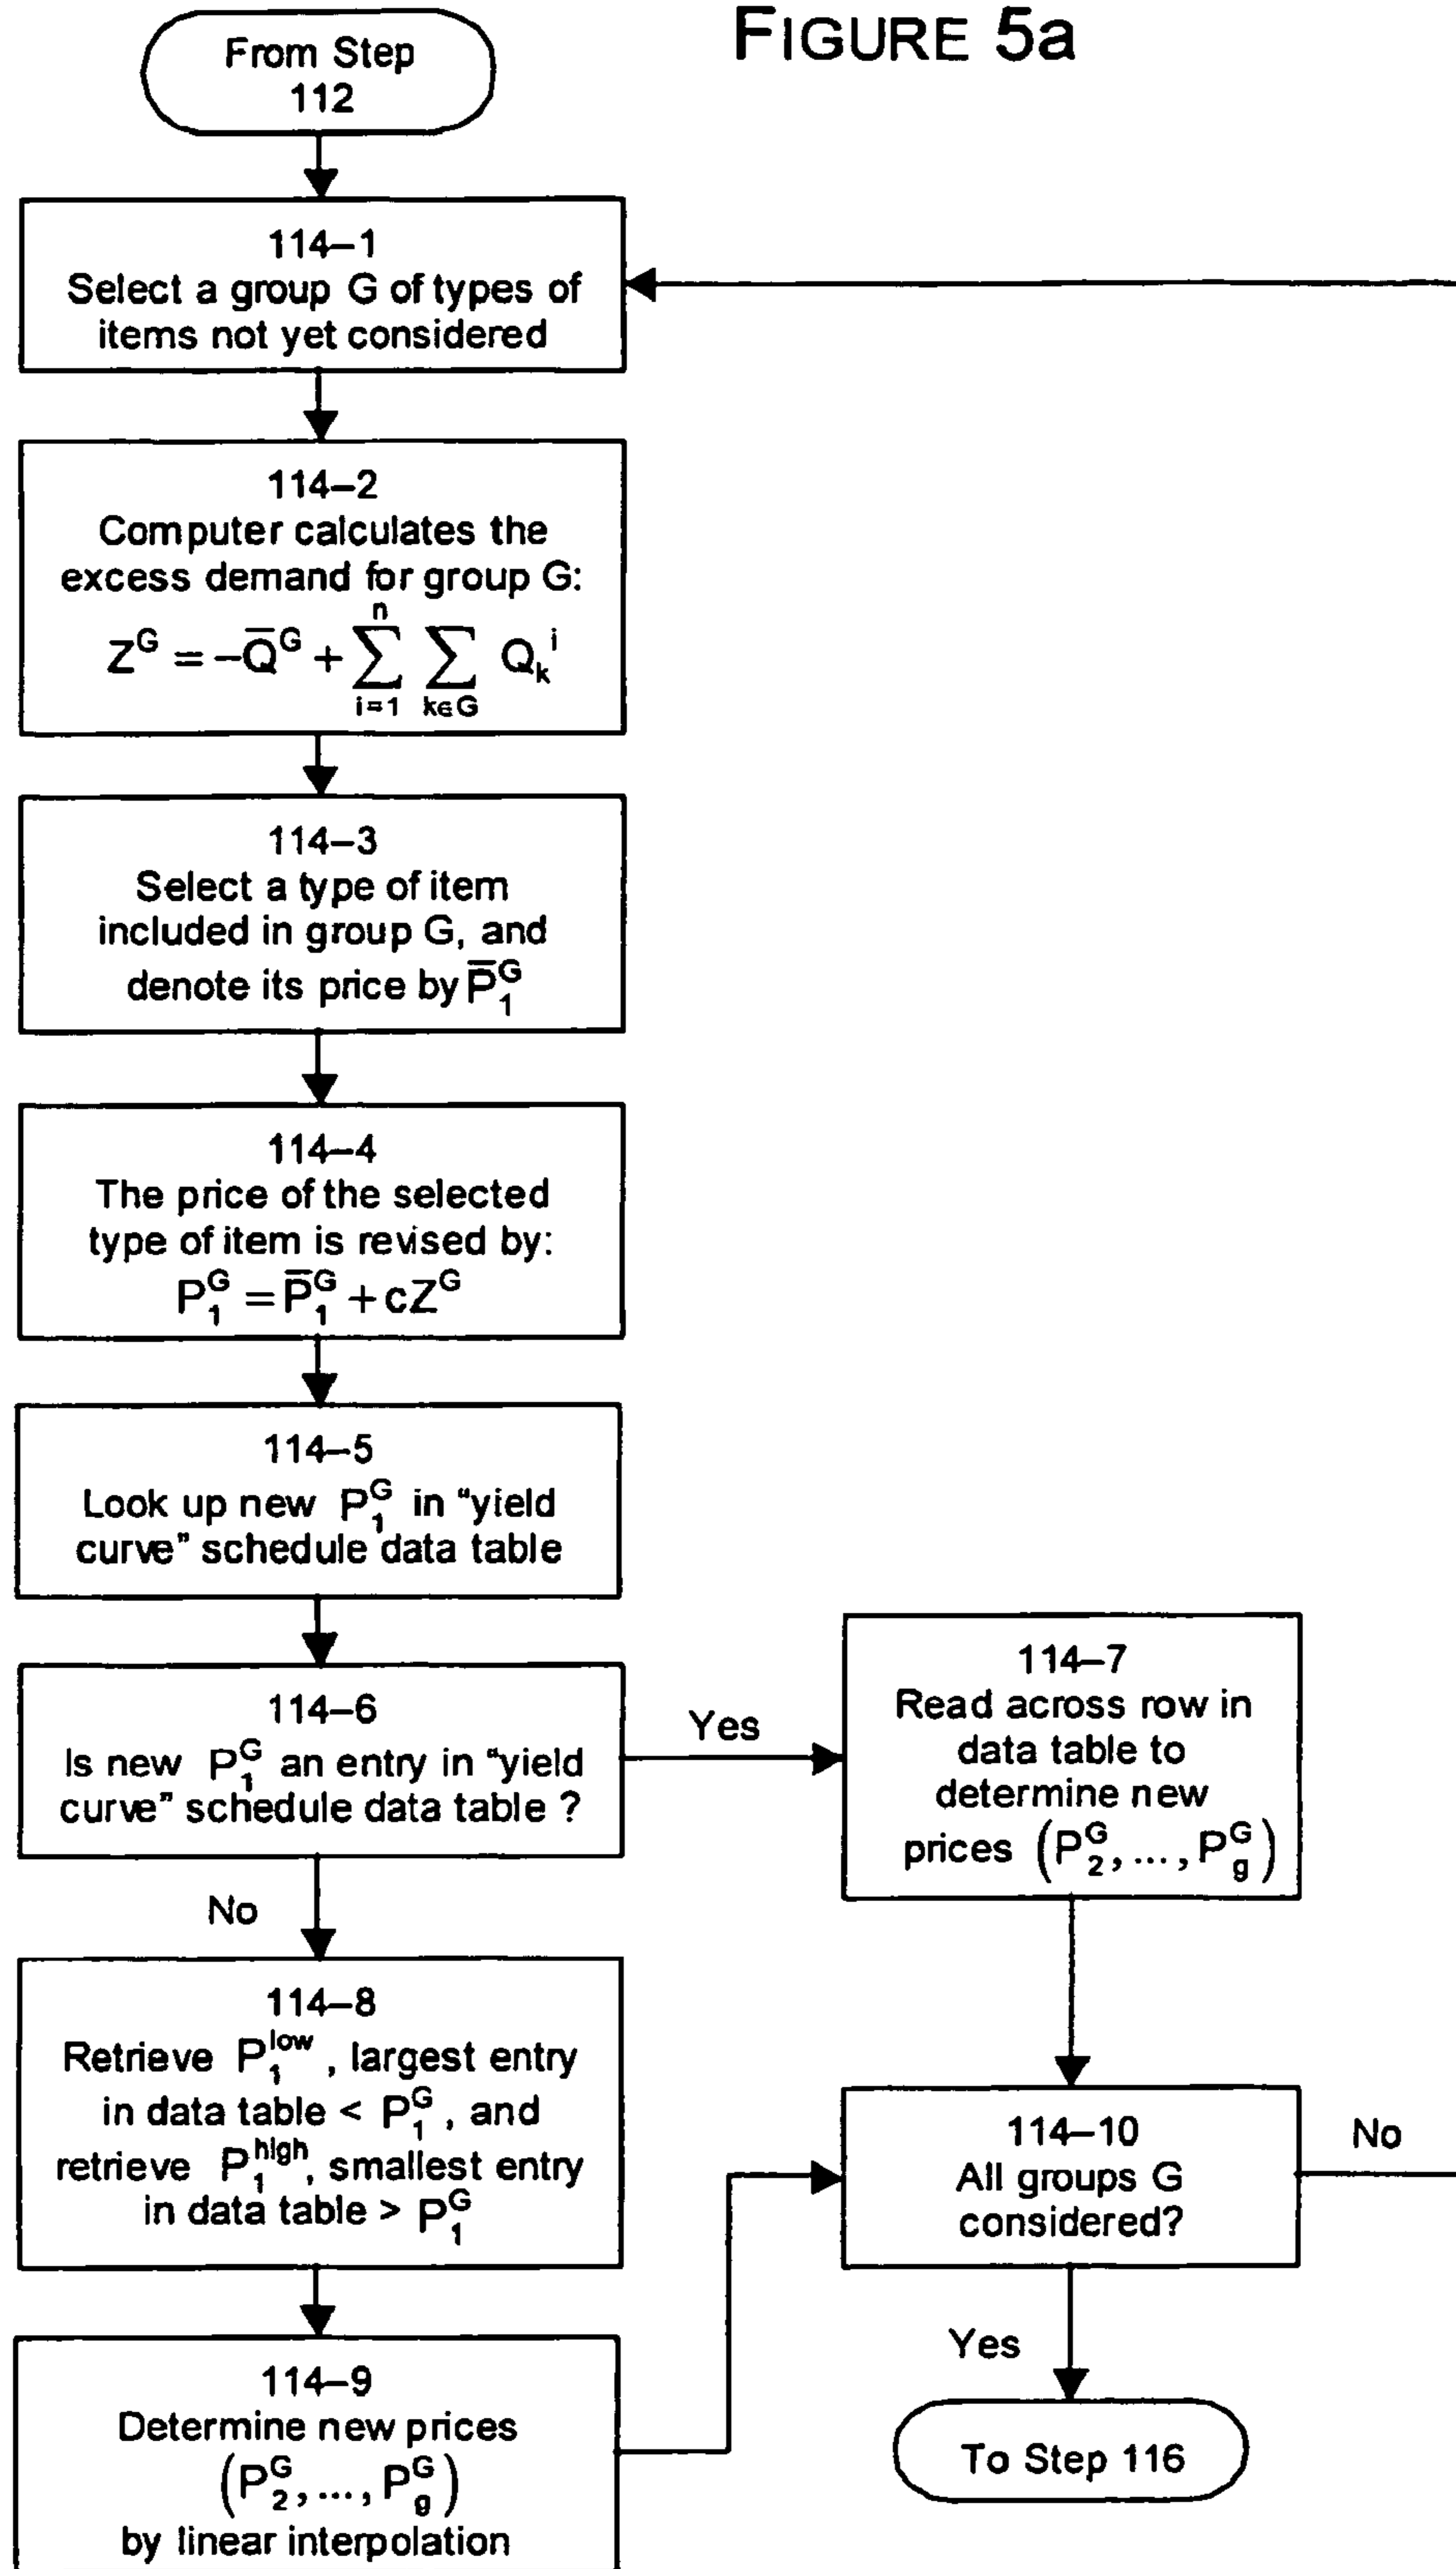 FIGURE 5a
From Step
112
114–1
Select a group G of types of
items not yet considered
114–2
Computer calculates the
excess demand for group G:
Z^G = −Q̅^G + ∑_{i=1}^{n} ∑_{k∈G} Q_k^i
114–3
Select a type of item
included in group G, and
denote its price by P̅_1^G
114–4
The price of the selected
type of item is revised by:
P_1^G = P̅_1^G + cZ^G
114–5
Look up new P_1^G in “yield
curve” schedule data table
114–6
Is new P_1^G an entry in “yield
curve” schedule data table ?
Yes
No
114–7
Read across row in
data table to
determine new
prices (P_2^G, ..., P_g^G)
114–8
Retrieve P_1^low, largest entry
in data table < P_1^G, and
retrieve P_1^high, smallest entry
in data table > P_1^G
114–9
Determine new prices
(P_2^G, ..., P_g^G)
by linear interpolation
114–10
All groups G
considered?
No
Yes
To Step 116